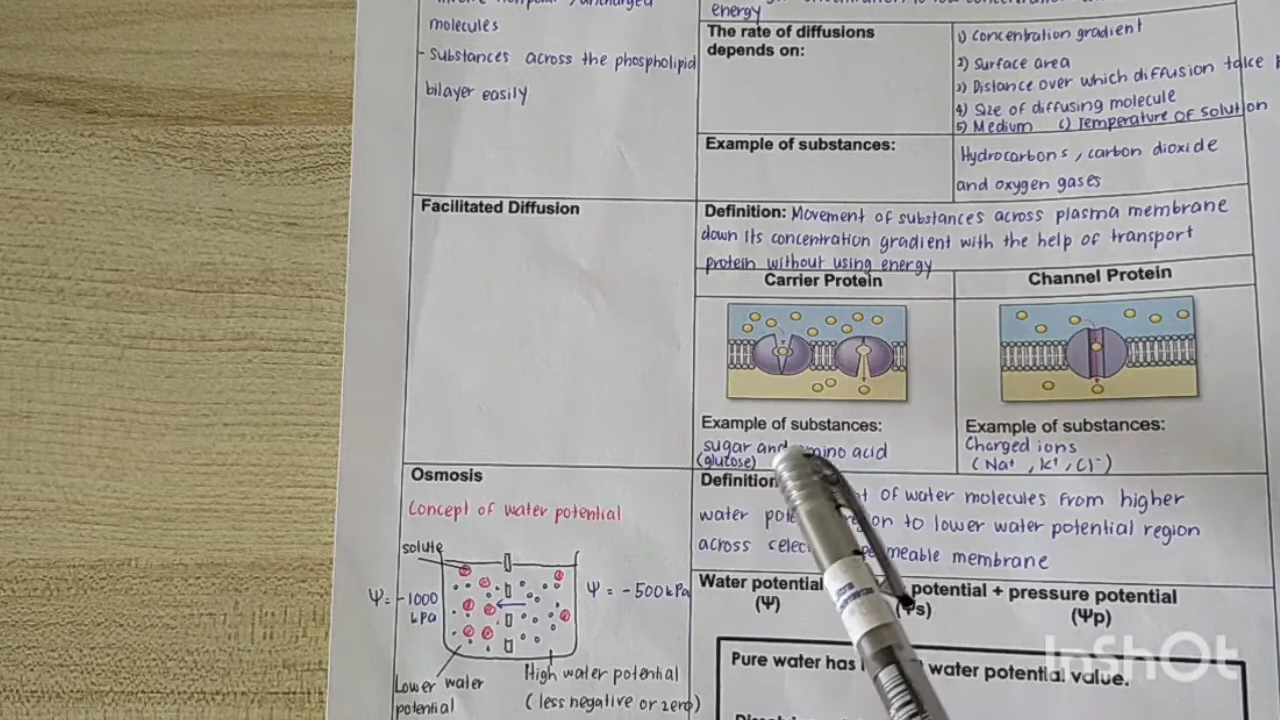 molecules
- Substances across the phospholipid
bilayer easily
energy
The rate of diffusions
depends on:
1) Concentration gradient
2) Surface area
3) Distance over which diffusion take
4) Size of diffusing molecule
5) Medium 6) Temperature of solution
Example of substances:
Hydrocarbons, carbon dioxide
and oxygen gases
Facilitated Diffusion
Definition: Movement of substances across plasma membrane
down its concentration gradient with the help of transport
protein without using energy
Carrier Protein
Channel Protein
Example of substances:
sugar and amino acid
(glucose)
Example of substances:
Charged ions
(Na⁺, K⁺, Cl⁻)
Osmosis
Concept of water potential
solute
Ψ = -1000
kPa
Ψ = -500kPa
Lower water
potential
High water potential
(less negative or zero)
Definition
of water molecules from higher
water to lower water potential region
across membrane
Water potential potential + pressure potential
(Ψ) (Ψs) (Ψp)
Pure water has water potential value.
InShOt